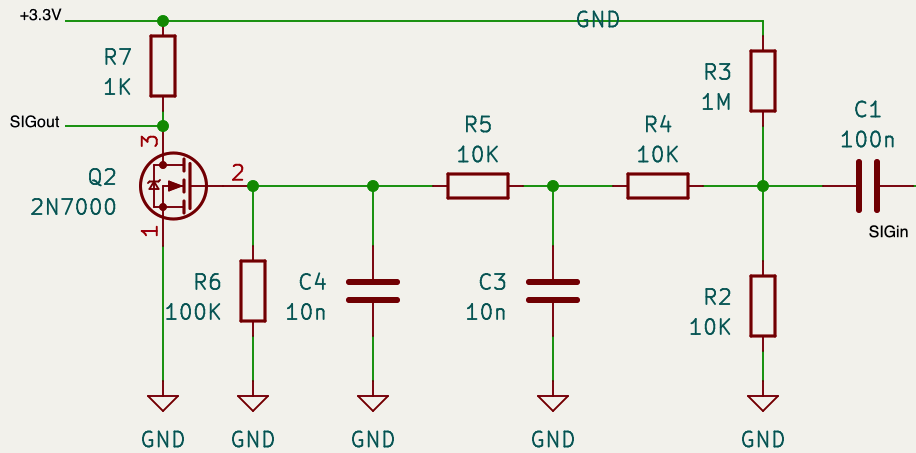 +3.3V
GND
R7
1K
R3
1M
C1
100n
SIGout
R5
10K
R4
10K
3
2
Q2
2N7000
1
SIGin
R6
100K
C4
10n
C3
10n
R2
10K
GND
GND
GND
GND
GND